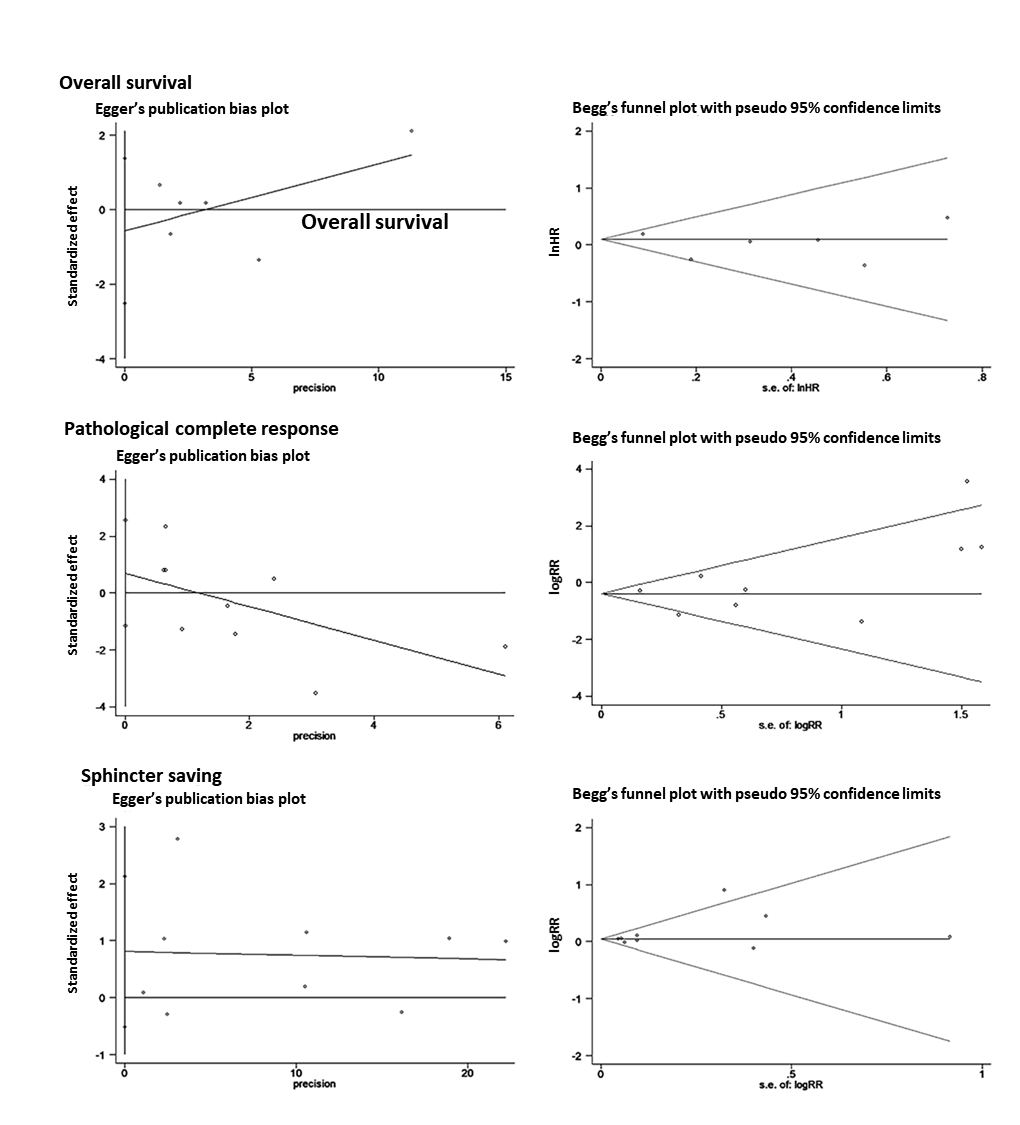 Overall survival
Egger's publication bias plot
Begg's funnel plot with pseudo 95% confidence limits
2
0
-2
-4
Standardized effect
Overall survival
0
5
10
15
precision
2
1
0
-1
-2
lnHR
0
.2
.4
.6
.8
s.e. of: lnHR
Pathological complete response
Egger's publication bias plot
Begg's funnel plot with pseudo 95% confidence limits
4
2
0
-2
-4
Standardized effect
0
2
4
6
precision
4
2
0
-2
-4
logRR
0
.5
1
1.5
s.e. of: logRR
Sphincter saving
Egger's publication bias plot
Begg's funnel plot with pseudo 95% confidence limits
3
2
1
0
-1
Standardized effect
0
10
20
precision
2
1
0
-1
-2
logRR
0
.5
1
s.e. of: logRR